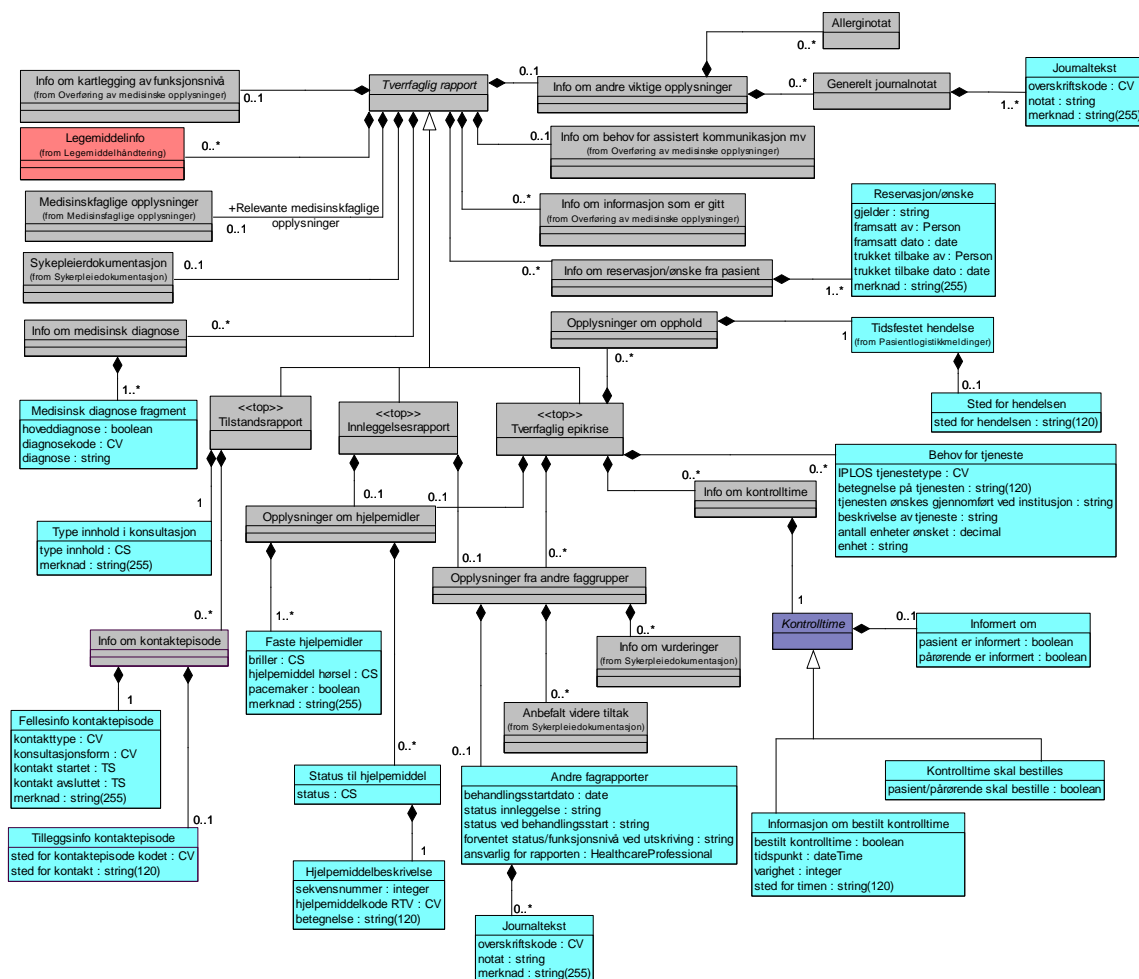 Allerginotat
0..*
Info om kartlegging av funksjonsnivå
(from Overføring av medisinske opplysninger)
0..1
Tverrfaglig rapport
0..1
Info om andre viktige opplysninger
0..*
Generelt journalnotat
1..*
Journaltekst
overskriftskode : CV
notat : string
merknad : string(255)
Legemiddelinfo
(from Legemiddelhåndtering)
0..*
0..1
Info om behov for assistert kommunikasjon mv
(from Overføring av medisinske opplysninger)
Medisinskfaglige opplysninger
(from Medisinsfaglige opplysninger)
+Relevante medisinskfaglige
opplysninger
0..1
0..*
Info om informasjon som er gitt
(from Overføring av medisinske opplysninger)
Reservasjon/ønske
gjelder : string
framsatt av : Person
framsatt dato : date
trukket tilbake av : Person
trukket tilbake dato : date
merknad : string(255)
Sykepleierdokumentasjon
(from Sykerpleiedokumentasjon)
0..1
0..*
Info om reservasjon/ønske fra pasient
1..*
Info om medisinsk diagnose
0..*
Opplysninger om opphold
0..*
1
Tidsfestet hendelse
(from Pasientlogistikkmeldinger)
1..*
0..1
Medisinsk diagnose fragment
hoveddiagnose : boolean
diagnosekode : CV
diagnose : string
<<top>>
Tilstandsrapport
<<top>>
Innleggelsesrapport
<<top>>
Tverrfaglig epikrise
Sted for hendelsen
sted for hendelsen : string(120)
Behov for tjeneste
IPLOS tjenestetype : CV
betegnelse på tjenesten : string(120)
tjenesten ønskes gjennomført ved institusjon : string
beskrivelse av tjeneste : string
antall enheter ønsket : decimal
enhet : string
0..*
0..*
Info om kontrolltime
1
0..1
0..1
Opplysninger om hjelpemidler
Type innhold i konsultasjon
type innhold : CS
merknad : string(255)
0..1
0..*
Opplysninger fra andre faggrupper
0..*
1..*
1
Info om kontaktepisode
Faste hjelpemidler
briller : CS
hjelpemiddel hørsel : CS
pacemaker : boolean
merknad : string(255)
0..*
Info om vurderinger
(from Sykerpleiedokumentasjon)
Kontrolltime
0..1
Informert om
pasient er informert : boolean
pårørende er informert : boolean
1
Fellesinfo kontaktepisode
kontakttype : CV
konsultasjonsform : CV
kontakt startet : TS
kontakt avsluttet : TS
merknad : string(255)
0..*
Anbefalt videre tiltak
(from Sykerpleiedokumentasjon)
0..*
0..1
Status til hjelpemiddel
status : CS
Andre fagrapporter
behandlingsstartdato : date
status innleggelse : string
status ved behandlingsstart : string
forventet status/funksjonsnivå ved utskriving : string
ansvarlig for rapporten : HealthcareProfessional
Kontrolltime skal bestilles
pasient/pårørende skal bestille : boolean
0..1
Tilleggsinfo kontaktepisode
sted for kontaktepisode kodet : CV
sted for kontakt : string(120)
Informasjon om bestilt kontrolltime
bestilt kontrolltime : boolean
tidspunkt : dateTime
varighet : integer
sted for timen : string(120)
1
Hjelpemiddelbeskrivelse
sekvensnummer : integer
hjelpemiddelkode RTV : CV
betegnelse : string(120)
0..*
Journaltekst
overskriftskode : CV
notat : string
merknad : string(255)